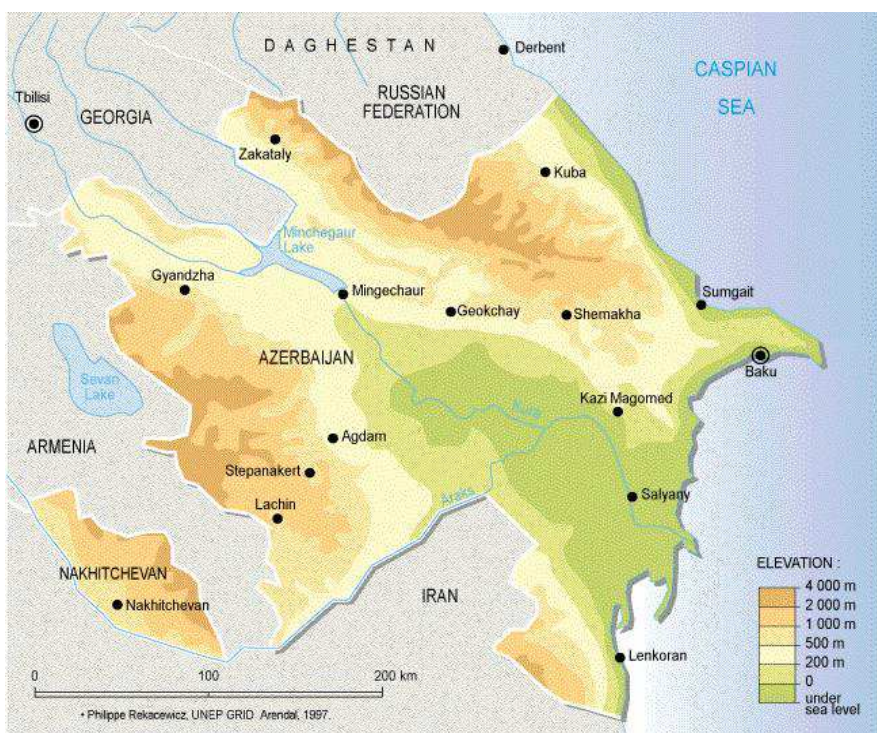 DAGHESTAN
Derbent
CASPIAN
SEA
Tbilisi
GEORGIA
RUSSIAN
FEDERATION
Zakataly
Kuba
Minchegaur
Lake
Gyandzha
Mingechaur
Geokchay
Shemakha
Sumgait
AZERBAIJAN
Baku
Sevan
Lake
Kazi Magomed
Kura
ARMENIA
Agdam
Stepanakert
Salyany
Araks
Lachin
NAKHITCHEVAN
Nakhitchevan
IRAN
Lenkoran
ELEVATION :
4 000 m
2 000 m
1 000 m
500 m
200 m
0
under
sea level
0 100 200 km
• Philippe Rekacewicz, UNEP GRID Arendal, 1997.